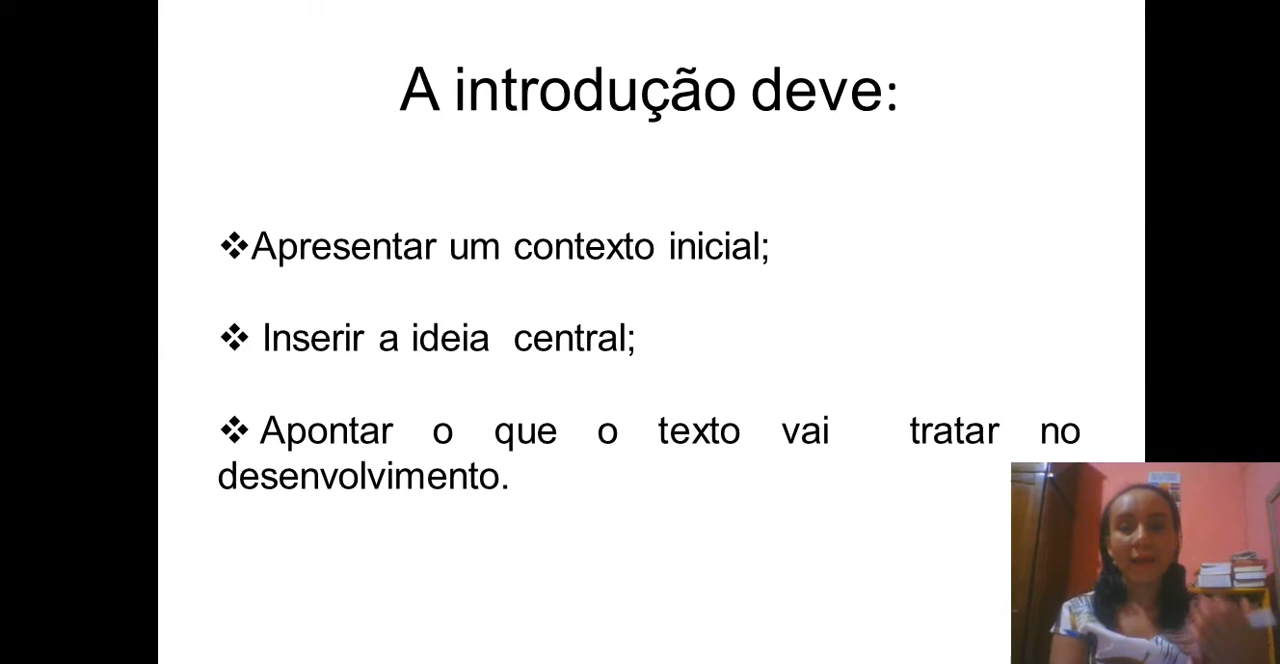 A introdução deve:
❖Apresentar um contexto inicial;
❖ Inserir a ideia central;
❖ Apontar o que o texto vai tratar no
desenvolvimento.